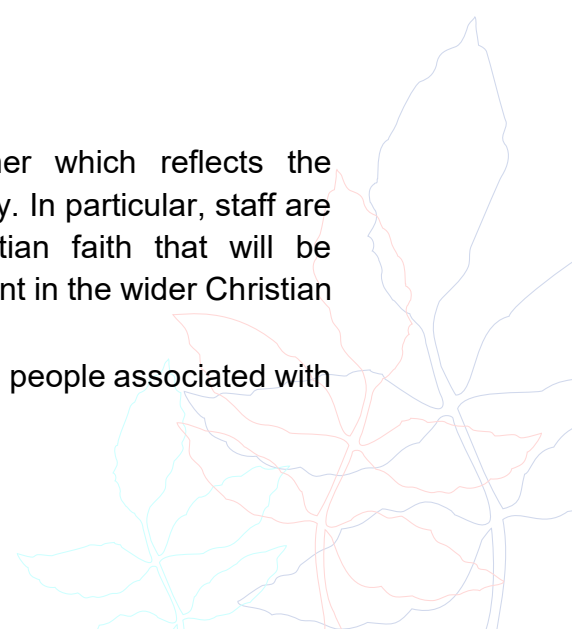 ner which reflects the
y. In particular, staff are
tian faith that will be
nt in the wider Christian
people associated with